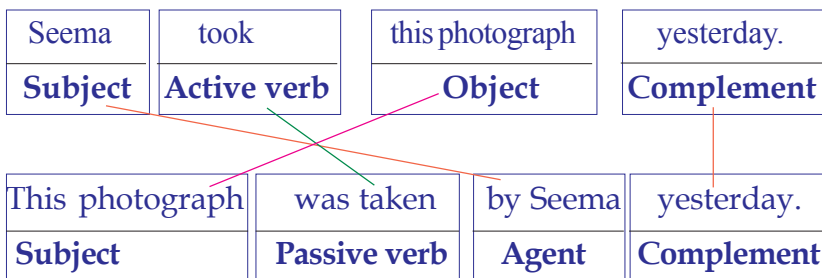 Seema took this photograph yesterday.
Subject Active verb Object Complement
This photograph was taken by Seema yesterday.
Subject Passive verb Agent Complement